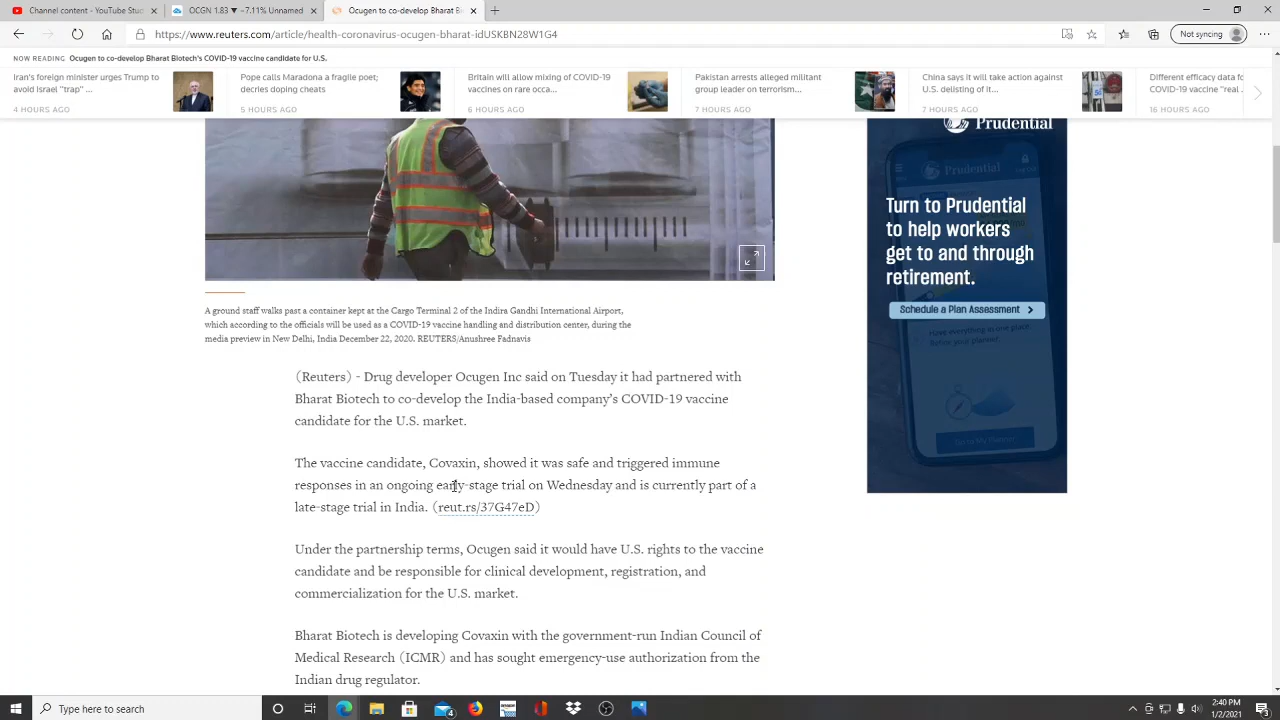 Channel content - YouTube Stu
OCGN 1.83 ▼ −7.11% Unnamed
Ocugen to co-develop Bharat Bio
https://www.reuters.com/article/health-coronavirus-ocugen-bharat-idUSKBN28W1G4
Not syncing
NOW READING Ocugen to co-develop Bharat Biotech's COVID-19 vaccine candidate for U.S.
Iran's foreign minister urges Trump to
avoid Israel "trap" ...
4 HOURS AGO
Pope calls Maradona a fragile poet;
decries doping cheats
5 HOURS AGO
Britain will allow mixing of COVID-19
vaccines on rare occa...
6 HOURS AGO
Pakistan arrests alleged militant
group leader on terrorism...
7 HOURS AGO
China says it will take action against
U.S. delisting of it...
7 HOURS AGO
Different efficacy data fo
COVID-19 vaccine "real .
16 HOURS AGO
Prudential
Prudential
Turn to Prudential
to help workers
get to and through
retirement.
Schedule a Plan Assessment
Have everything in one place
A ground staff walks past a container kept at the Cargo Terminal 2 of the Indira Gandhi International Airport,
which according to the officials will be used as a COVID-19 vaccine handling and distribution center, during the
media preview in New Delhi, India December 22, 2020. REUTERS/Anushree Fadnavis
(Reuters) - Drug developer Ocugen Inc said on Tuesday it had partnered with
Bharat Biotech to co-develop the India-based company's COVID-19 vaccine
candidate for the U.S. market.
The vaccine candidate, Covaxin, showed it was safe and triggered immune
responses in an ongoing early-stage trial on Wednesday and is currently part of a
late-stage trial in India. (reut.rs/37G47eD)
Under the partnership terms, Ocugen said it would have U.S. rights to the vaccine
candidate and be responsible for clinical development, registration, and
commercialization for the U.S. market.
Bharat Biotech is developing Covaxin with the government-run Indian Council of
Medical Research (ICMR) and has sought emergency-use authorization from the
Indian drug regulator.
Type here to search
4
2:40 PM
1/2/2021